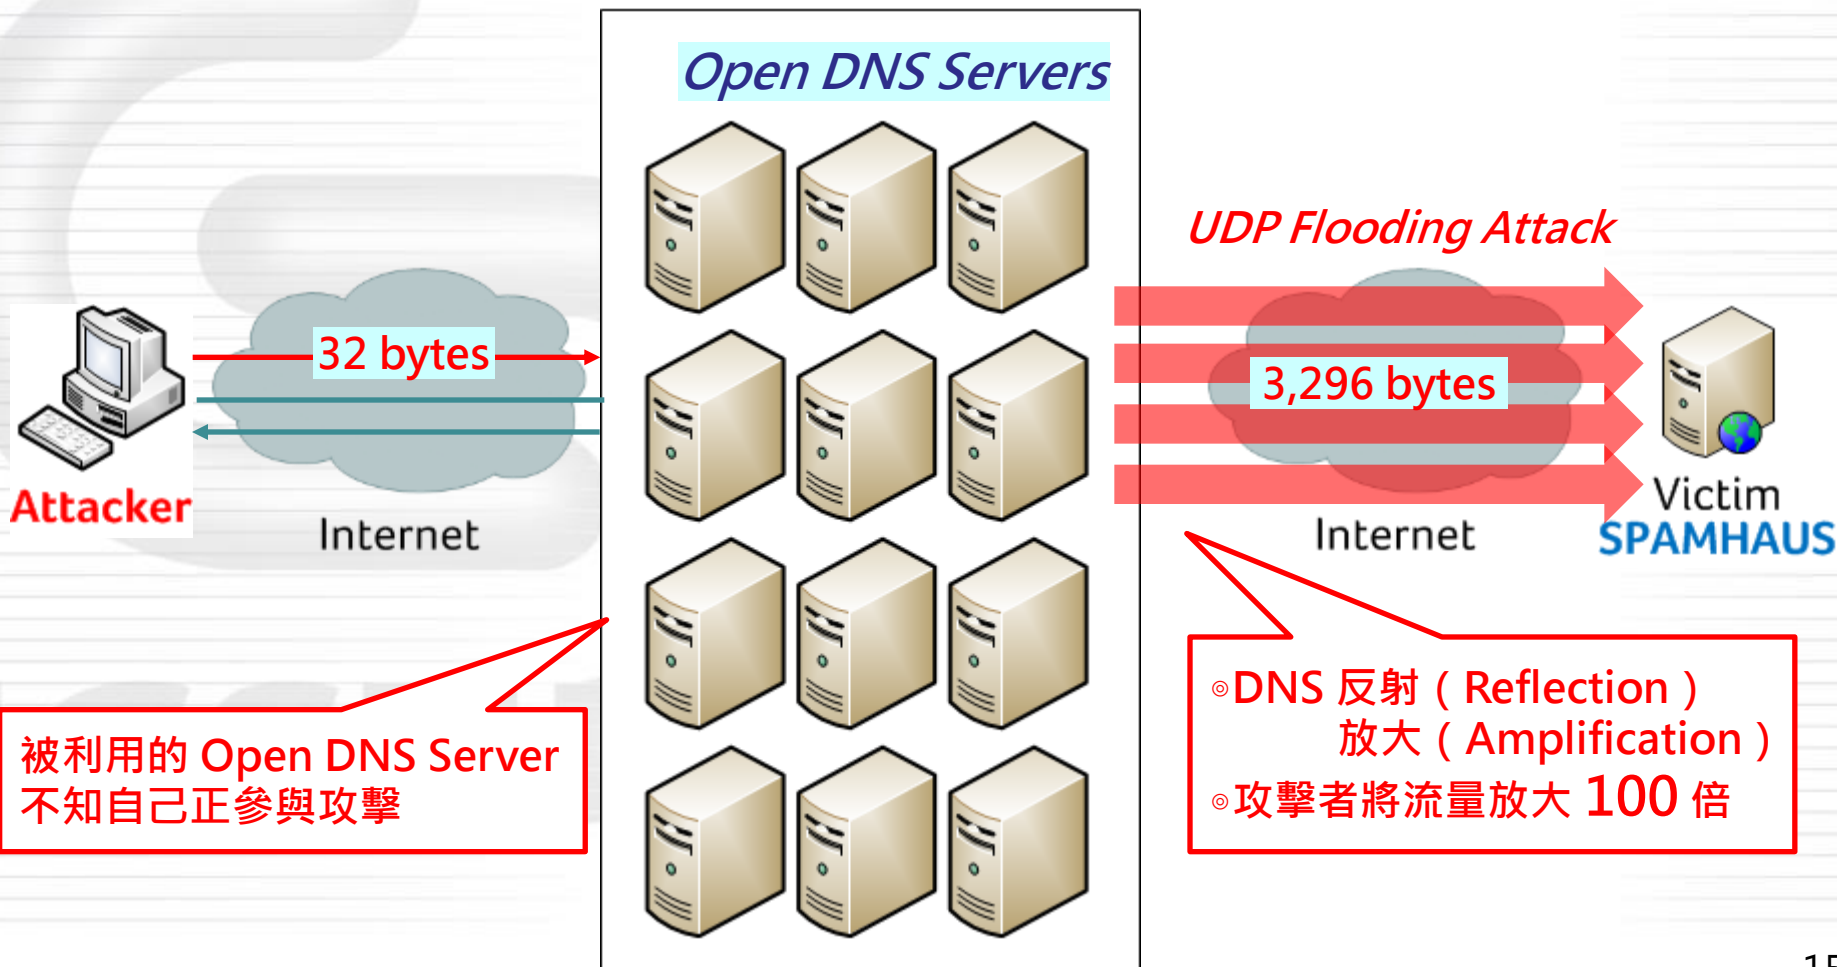 Open DNS Servers
UDP Flooding Attack
32 bytes
3,296 bytes
Attacker
Internet
Internet
Victim
SPAMHAUS
被利用的 Open DNS Server
不知自己正參與攻擊
◎DNS 反射（Reflection）
放大（Amplification）
◎攻擊者將流量放大 100 倍